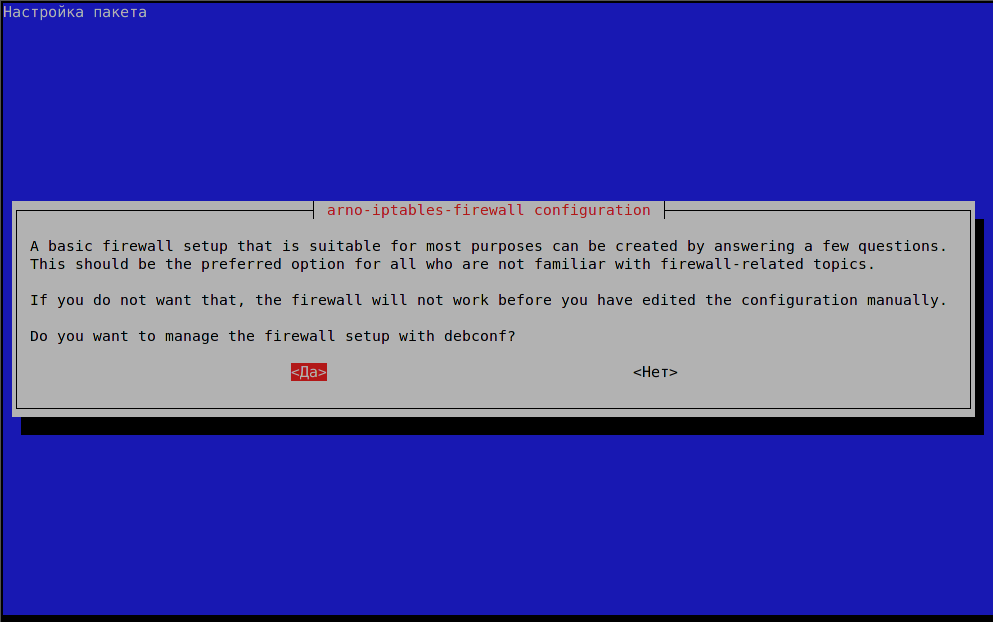 Настройка пакета
arno-iptables-firewall configuration
A basic firewall setup that is suitable for most purposes can be created by answering a few questions.
This should be the preferred option for all who are not familiar with firewall-related topics.
If you do not want that, the firewall will not work before you have edited the configuration manually.
Do you want to manage the firewall setup with debconf?
<Да> <Нет>